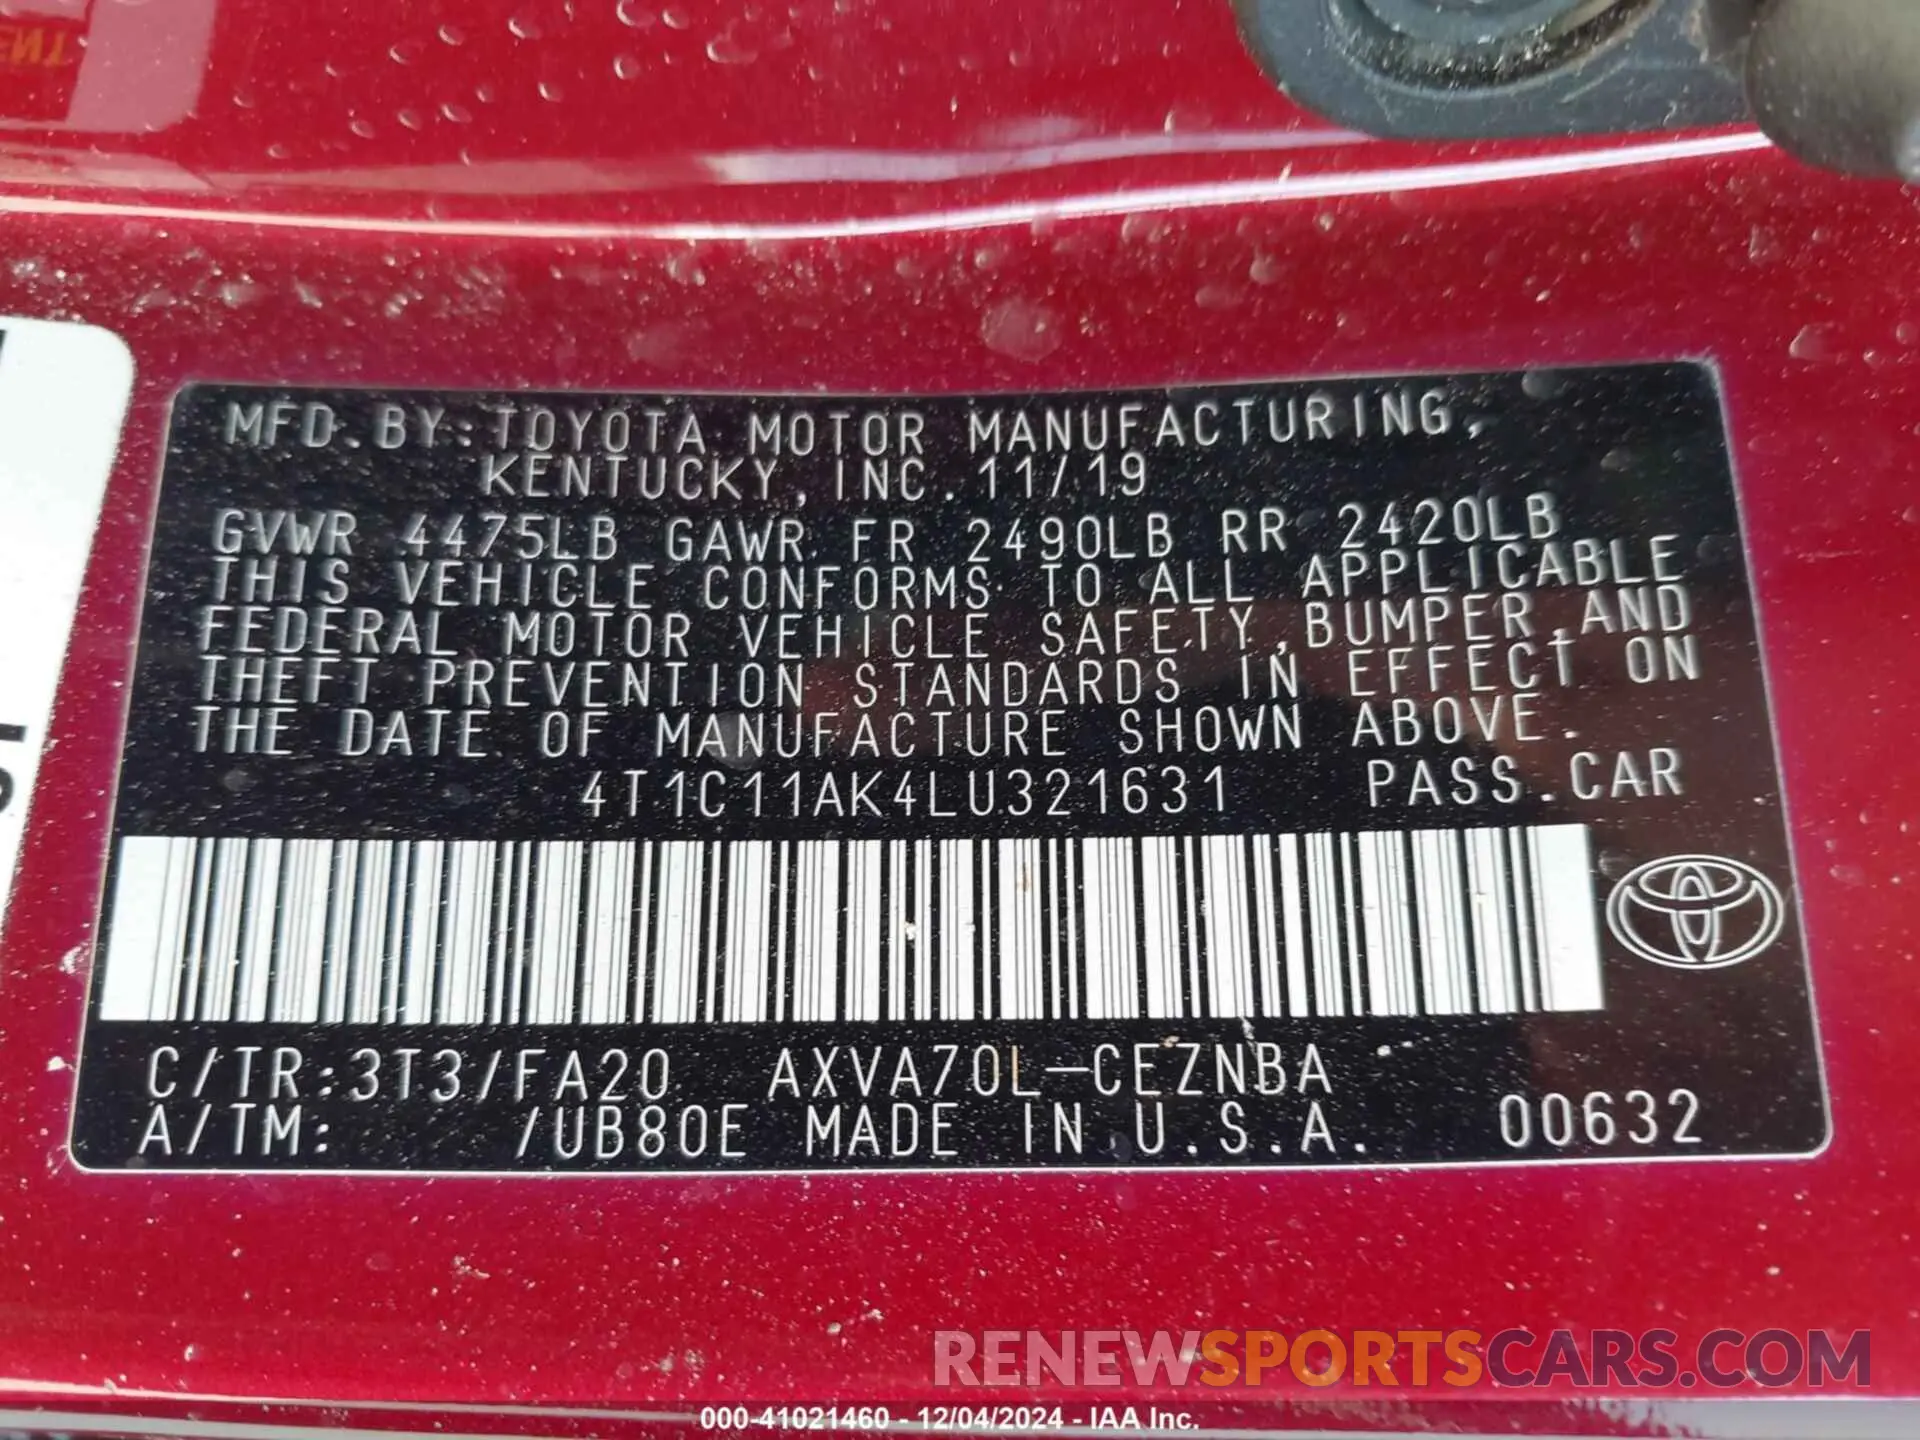 MFD.BY:TOYOTA MOTOR MANUFACTURING,
KENTUCKY,INC. 11/19
GVWR 4475LB GAWR FR 2490LB RR 2420LB
THIS VEHICLE CONFORMS TO ALL APPLICABLE
FEDERAL MOTOR VEHICLE SAFETY,BUMPER,AND
THEFT PREVENTION STANDARDS IN EFFECT ON
THE DATE OF MANUFACTURE SHOWN ABOVE.
4T1C11AK4LU321631 PASS.CAR
C/TR:3T3/FA20 AXVA70L-CEZNBA
A/TM: /UB80E MADE IN U.S.A. 00632
RENEWSPORTSCARS.COM
000-41021460 - 12/04/2024 - IAA Inc.